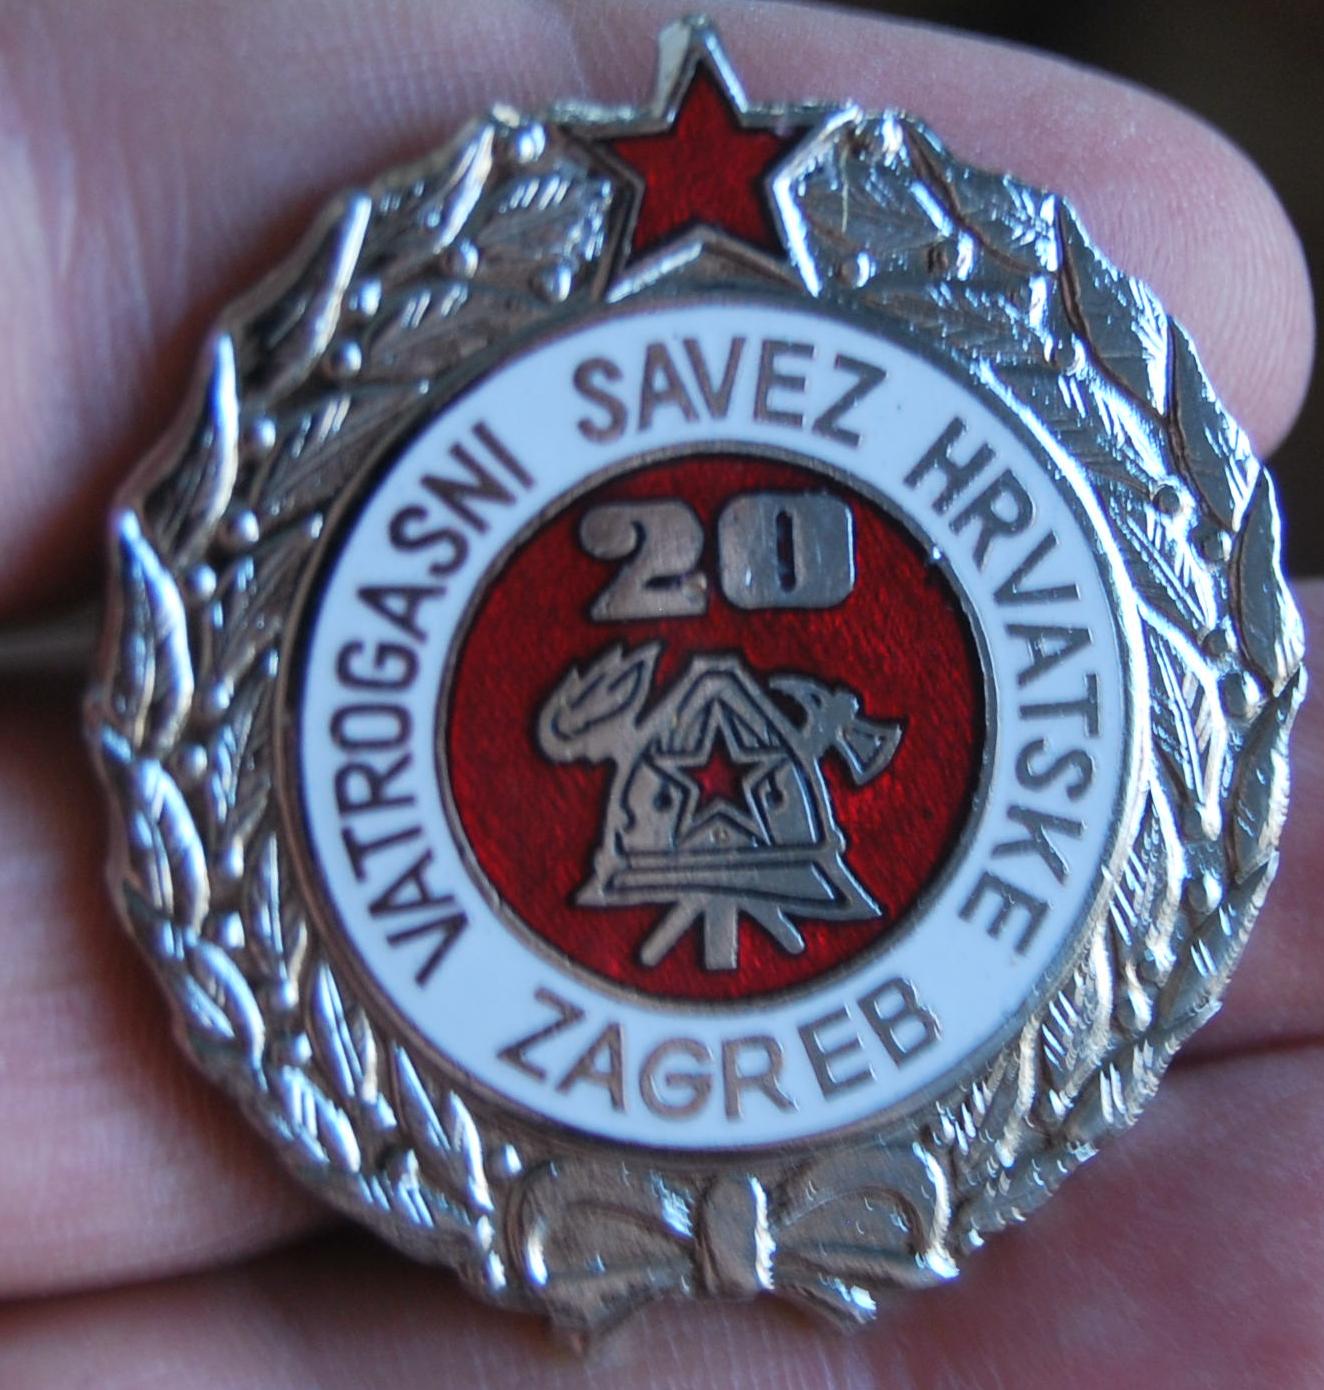 VATROGASNI SAVEZ HRVATSKE
20
ZAGREB